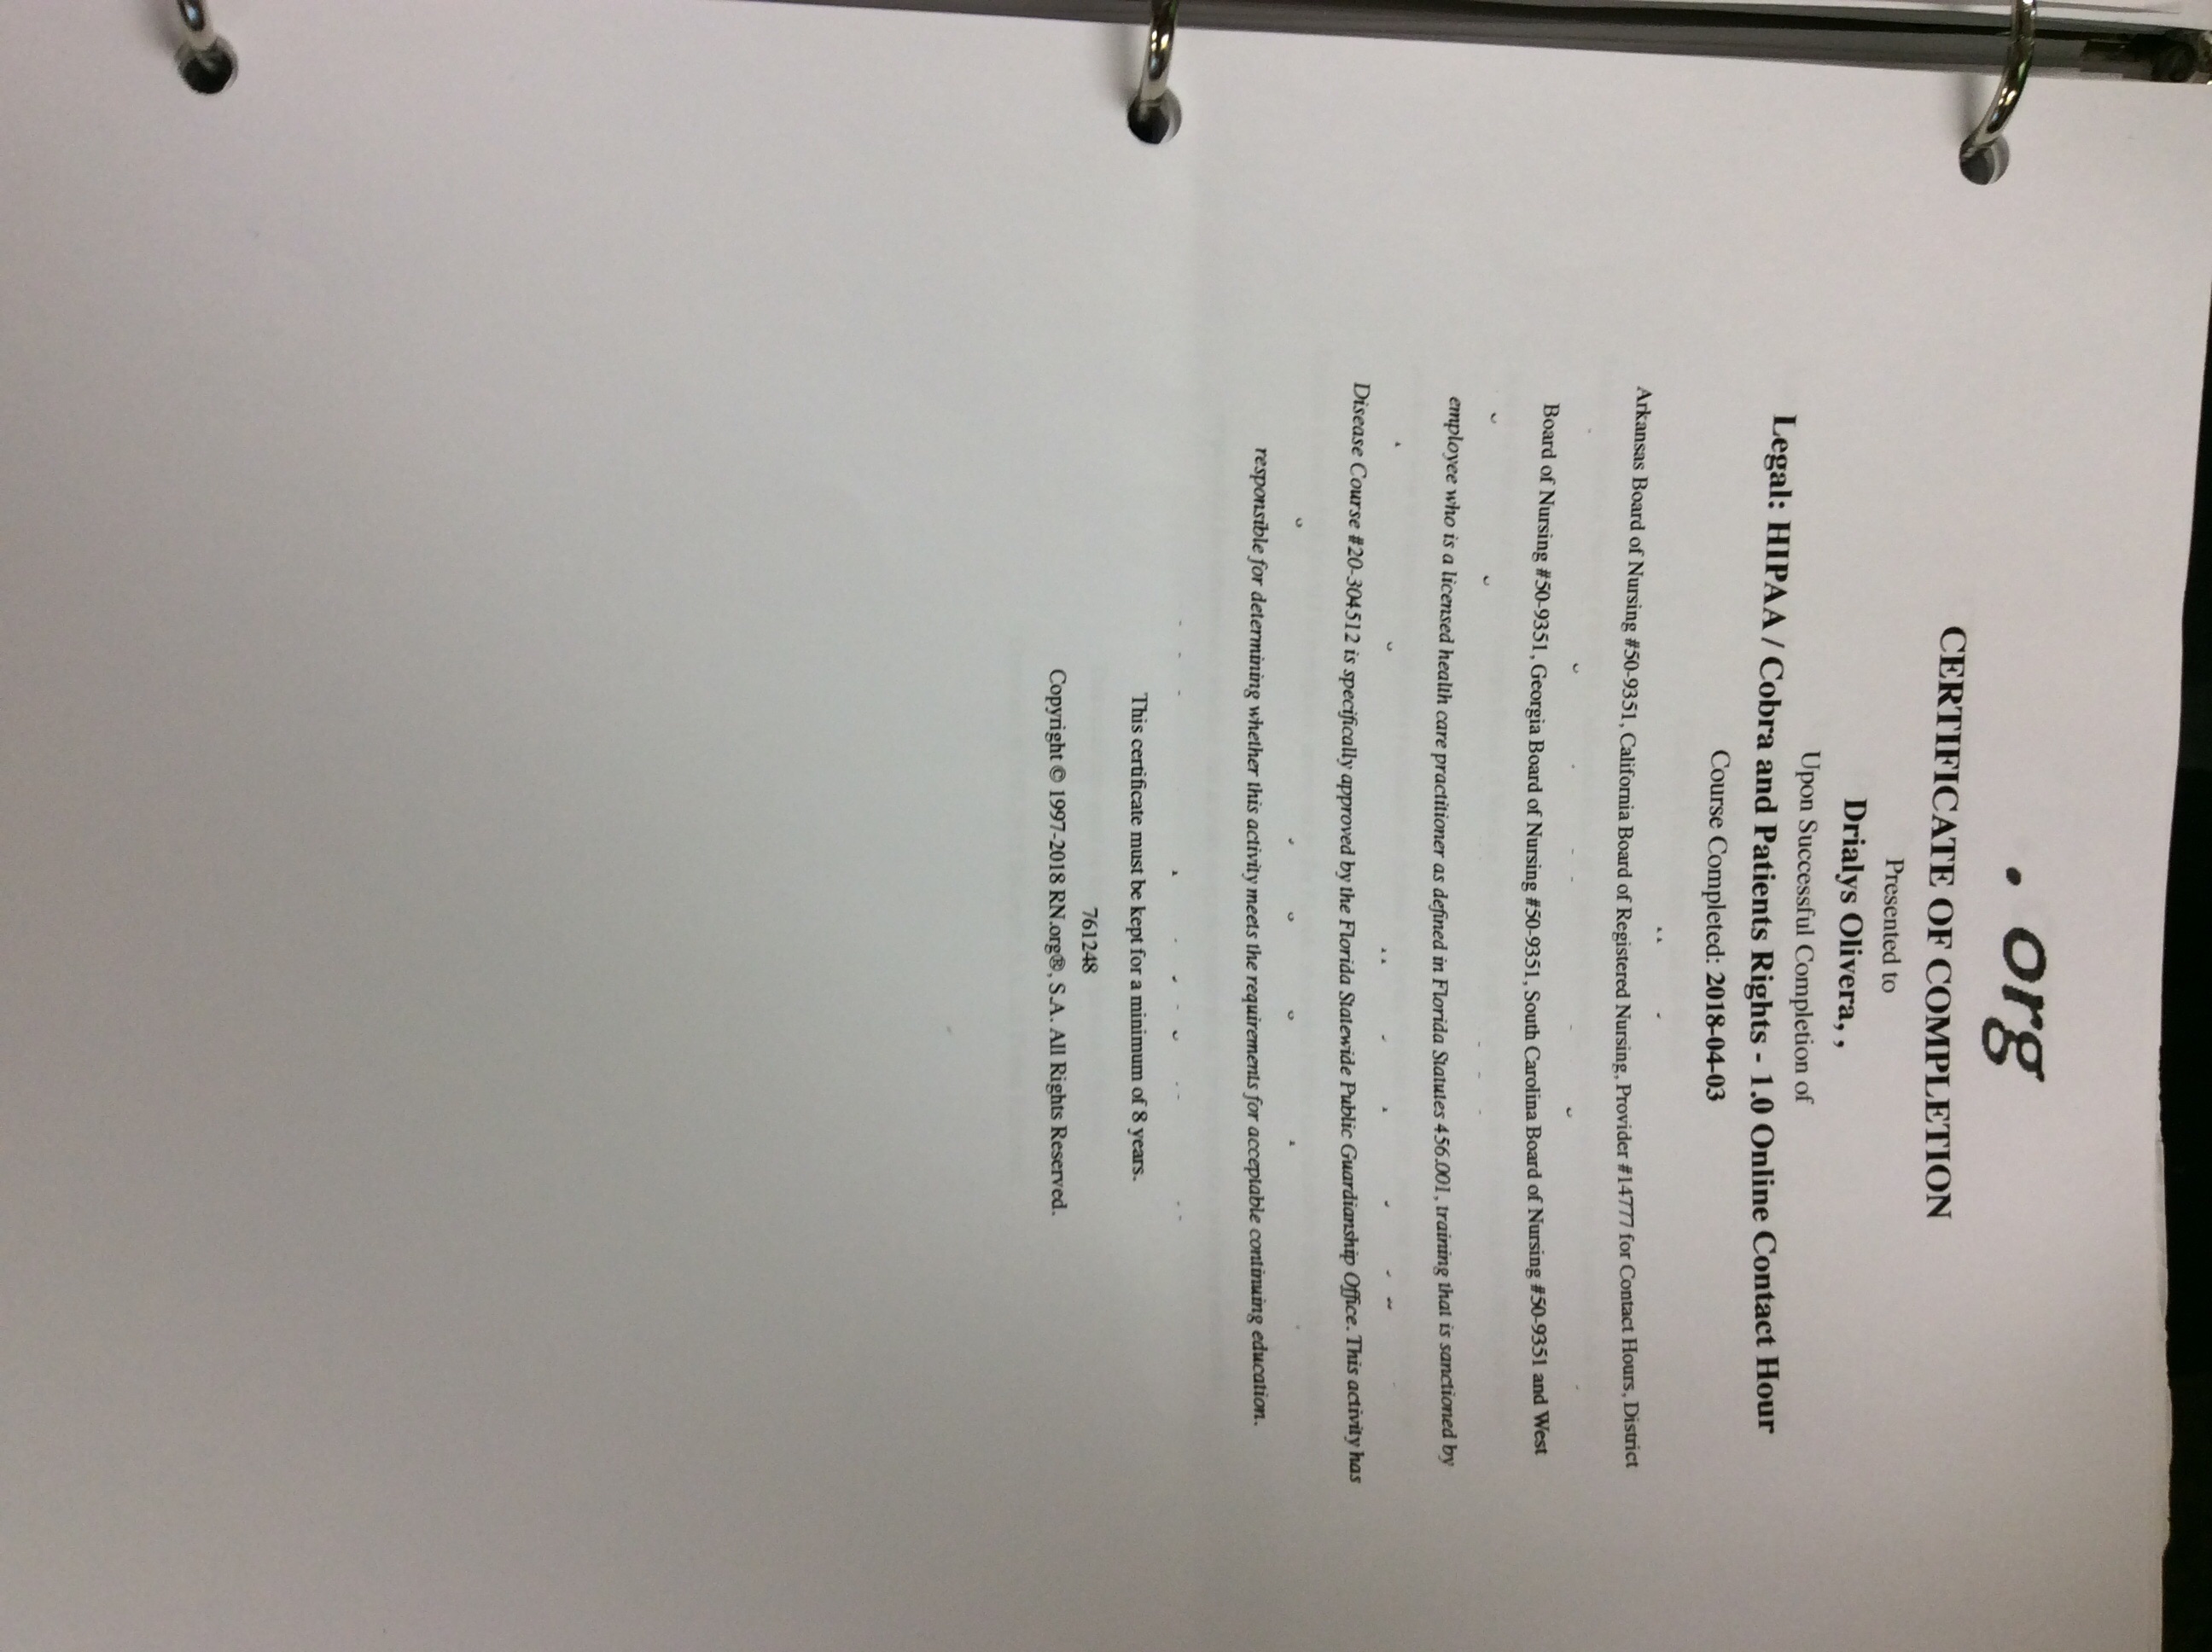 . org
CERTIFICATE OF COMPLETION
Presented to
Drialys Olivera, ,
Upon Successful Completion of
Legal: HIPAA / Cobra and Patients Rights - 1.0 Online Contact Hour
Course Completed: 2018-04-03
Arkansas Board of Nursing #50-9351, California Board of Registered Nursing, Provider #14777 for Contact Hours, District
Board of Nursing #50-9351, Georgia Board of Nursing #50-9351, South Carolina Board of Nursing #50-9351 and West
employee who is a licensed health care practitioner as defined in Florida Statutes 456.001, training that is sanctioned by
Disease Course #20-304512 is specifically approved by the Florida Statewide Public Guardianship Office. This activity has
responsible for determining whether this activity meets the requirements for acceptable continuing education.
This certificate must be kept for a minimum of 8 years.
761248
Copyright © 1997-2018 RN.org®, S.A. All Rights Reserved.